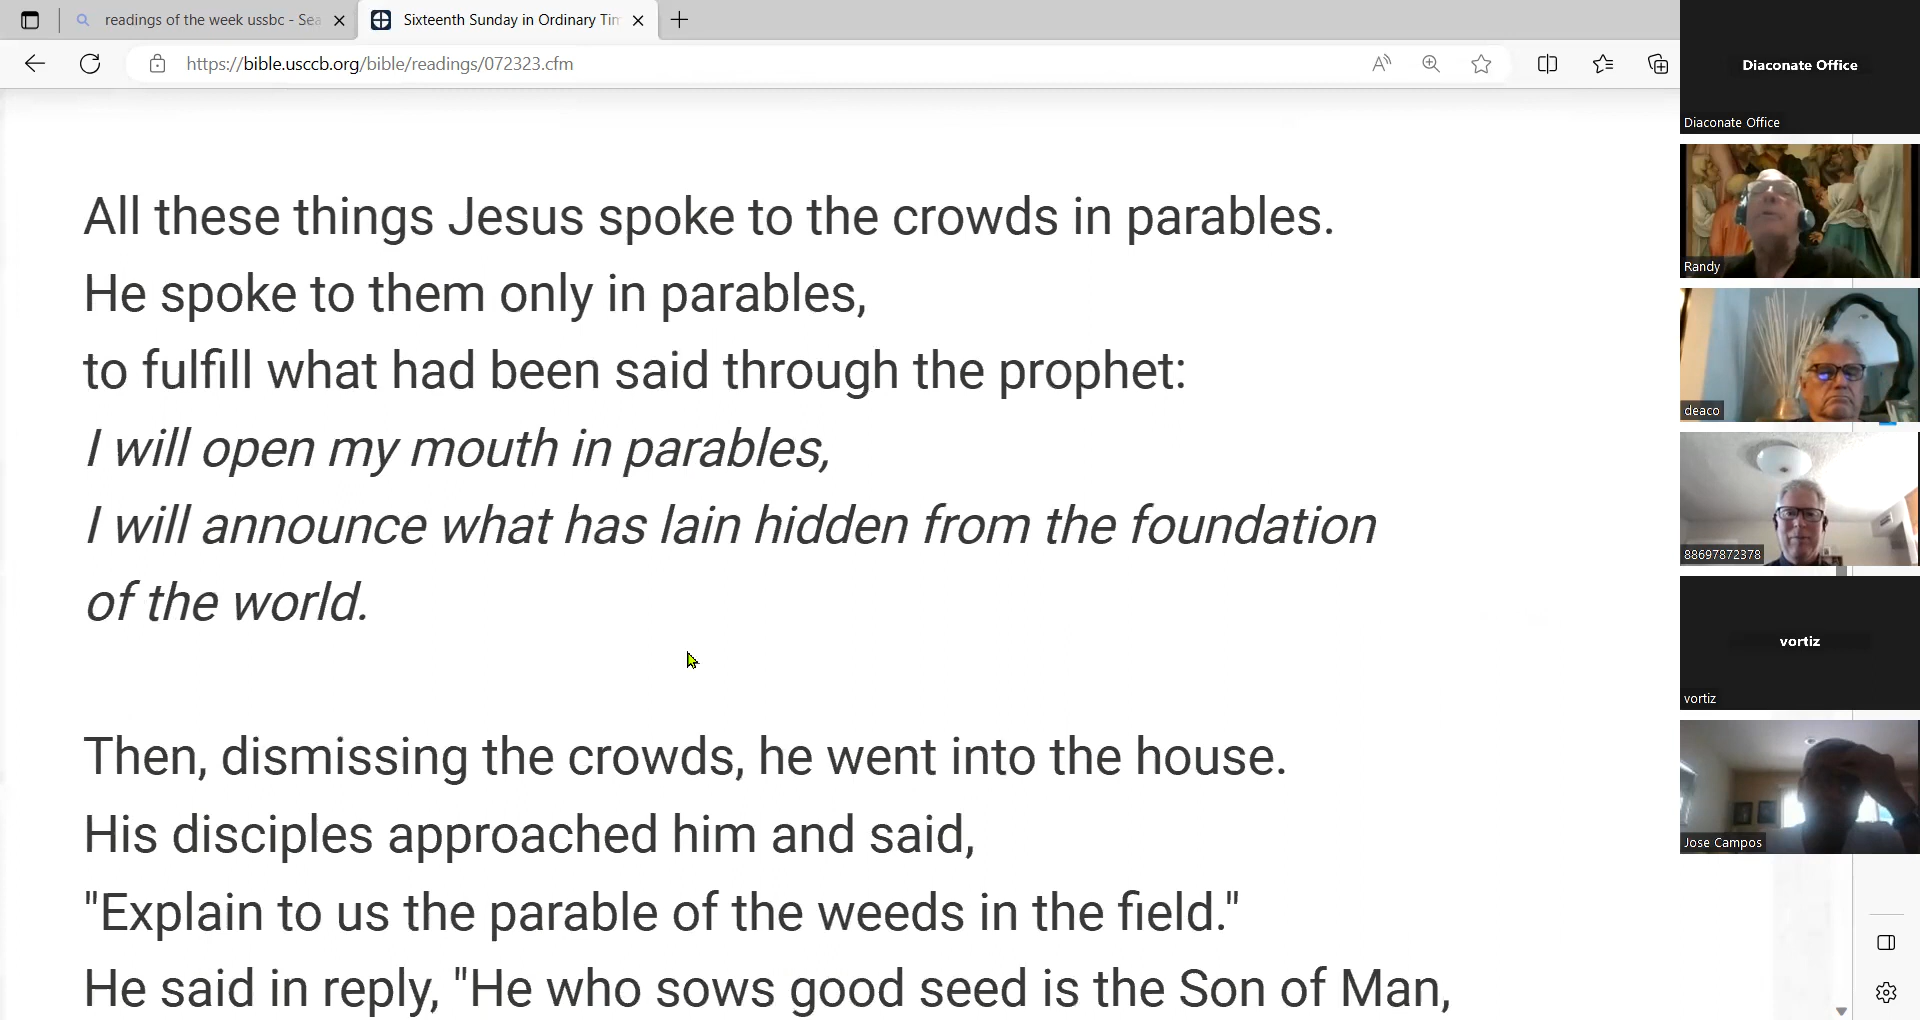 readings of the week ussbc - Sea
Sixteenth Sunday in Ordinary Tim
https://bible.usccb.org/bible/readings/072323.cfm
All these things Jesus spoke to the crowds in parables.
He spoke to them only in parables,
to fulfill what had been said through the prophet:
I will open my mouth in parables,
I will announce what has lain hidden from the foundation
of the world.
Then, dismissing the crowds, he went into the house.
His disciples approached him and said,
"Explain to us the parable of the weeds in the field."
He said in reply, "He who sows good seed is the Son of Man,
Diaconate Office
Diaconate Office
Randy
deaco
88697872378
vortiz
vortiz
Jose Campos